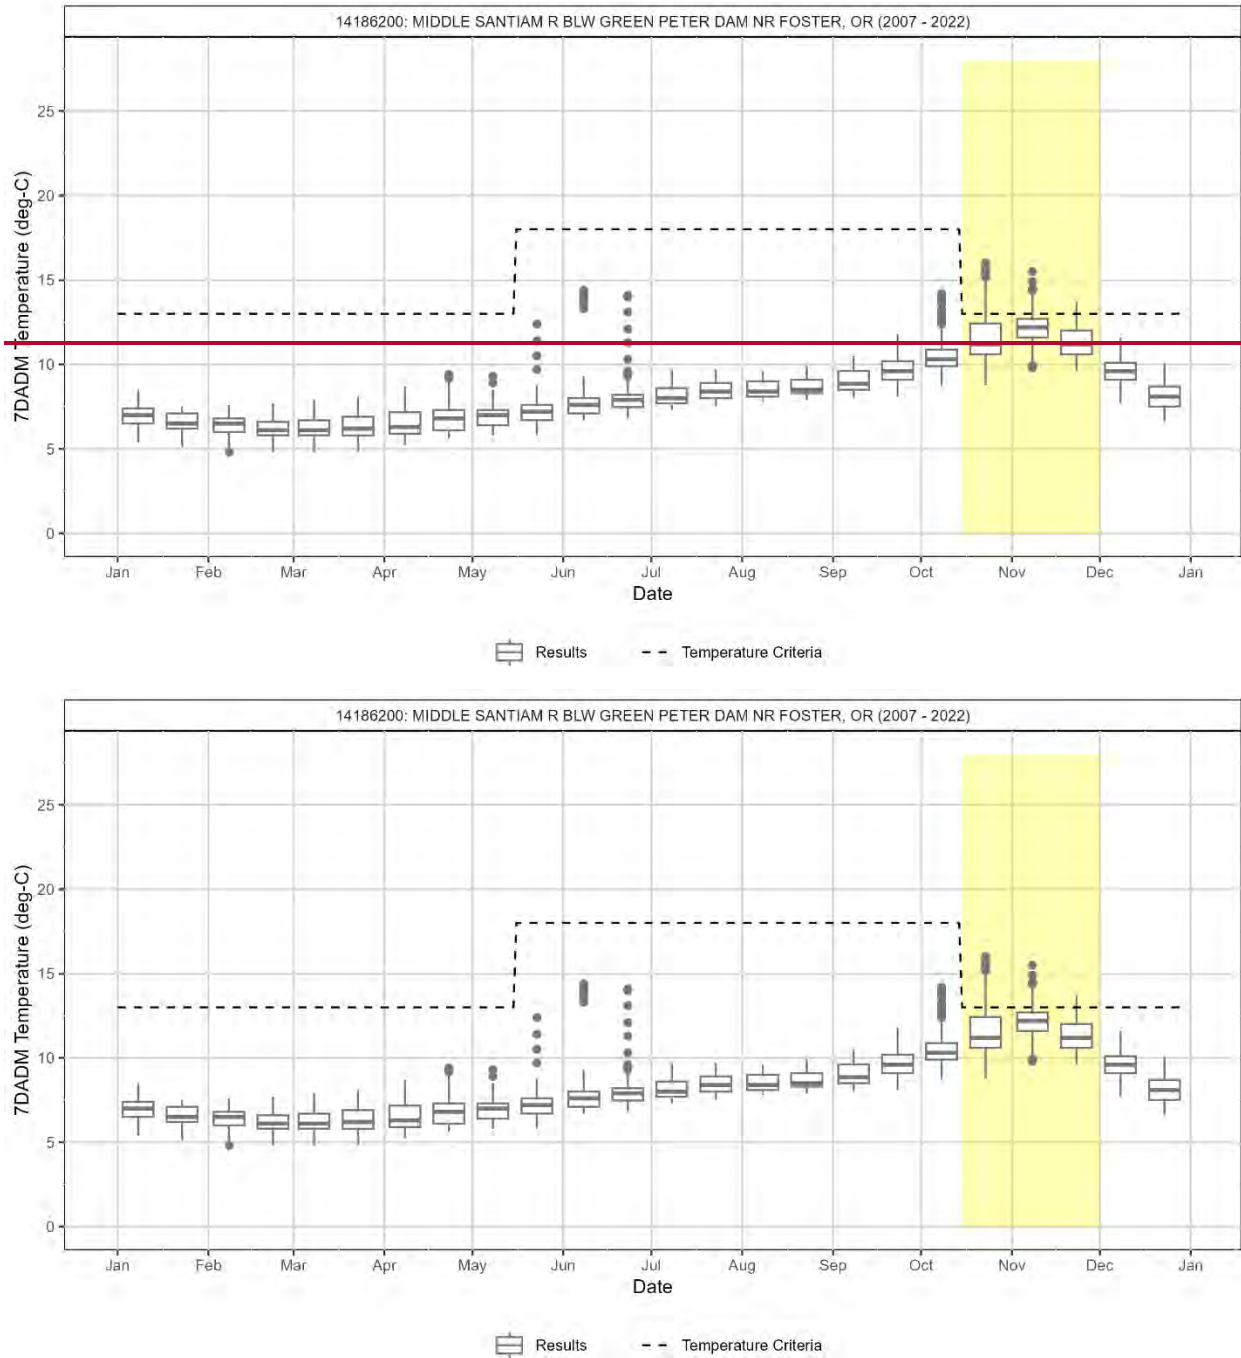 14186200: MIDDLE SANTIAM R BLW GREEN PETER DAM NR FOSTER, OR (2007 - 2022)
7DADM Temperature (deg-C)
25
20
15
10
5
0
Jan Feb Mar Apr May Jun Jul Aug Sep Oct Nov Dec Jan
Date
Results Temperature Criteria
14186200: MIDDLE SANTIAM R BLW GREEN PETER DAM NR FOSTER, OR (2007 - 2022)
7DADM Temperature (deg-C)
25
20
15
10
5
0
Jan Feb Mar Apr May Jun Jul Aug Sep Oct Nov Dec Jan
Date
Results Temperature Criteria